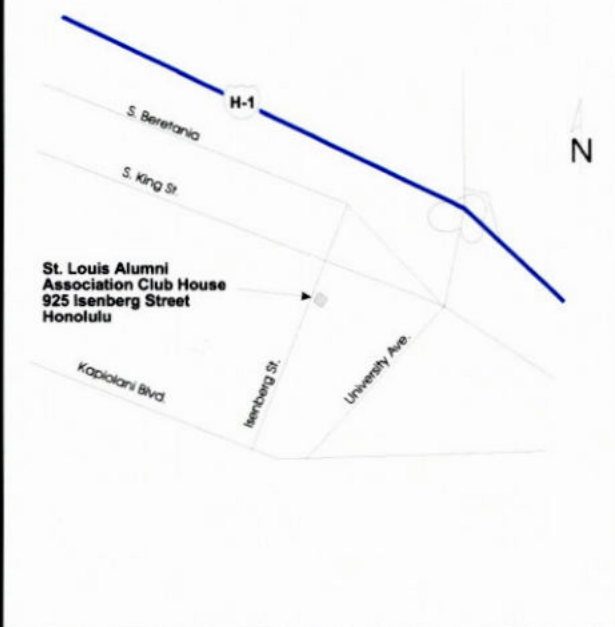 H-1
S. Beretania
S. King St.
N
St. Louis Alumni
Association Club House
925 Isenberg Street
Honolulu
Kapiolani Blvd.
Isenberg St.
University Ave.